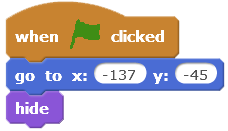 when clicked
go to x: -137 y: -45
hide